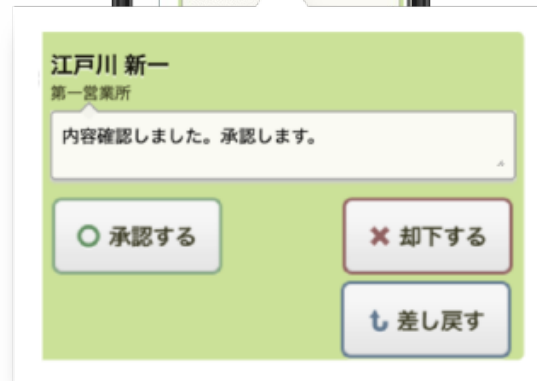 江戸川 新一
第一営業所
内容確認しました。承認します。
承認する
却下する
差し戻す